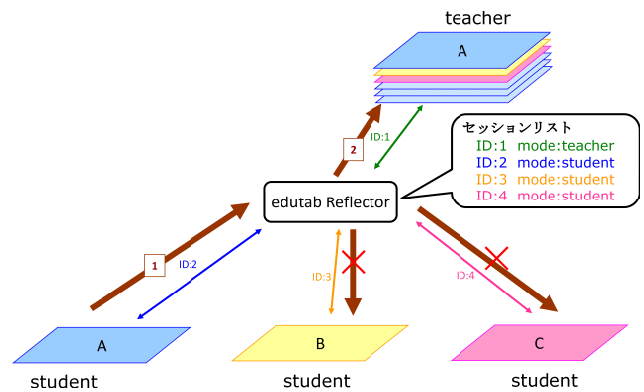 teacher
A
ID:1
2
セッションリスト
ID:1 mode:teacher
ID:2 mode:student
ID:3 mode:student
ID:4 mode:student
edutab Reflector
1
ID:2
ID:3
ID:4
A
B
C
student
student
student